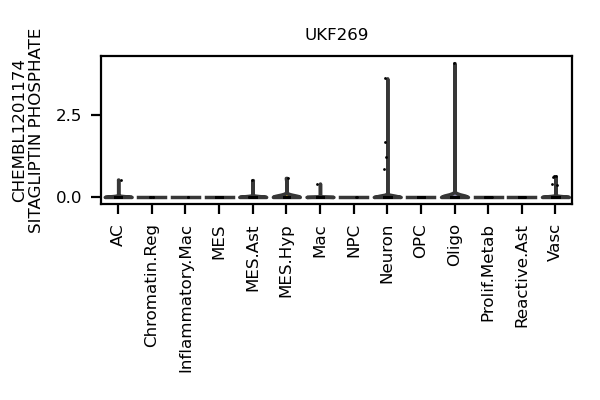 UKF269
CHEMBL1201174
SITAGLIPTIN PHOSPHATE
2.5
0.0
AC
Chromatin.Reg
Inflammatory.Mac
MES
MES.Ast
MES.Hyp
Mac
NPC
Neuron
OPC
Oligo
Prolif.Metab
Reactive.Ast
Vasc